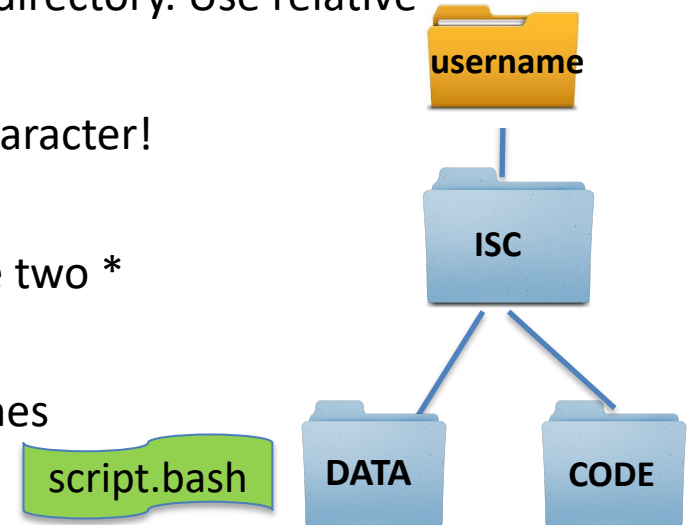 directory. Use relative
username
aracter!
ISC
e two *
nes
script.bash
DATA
CODE